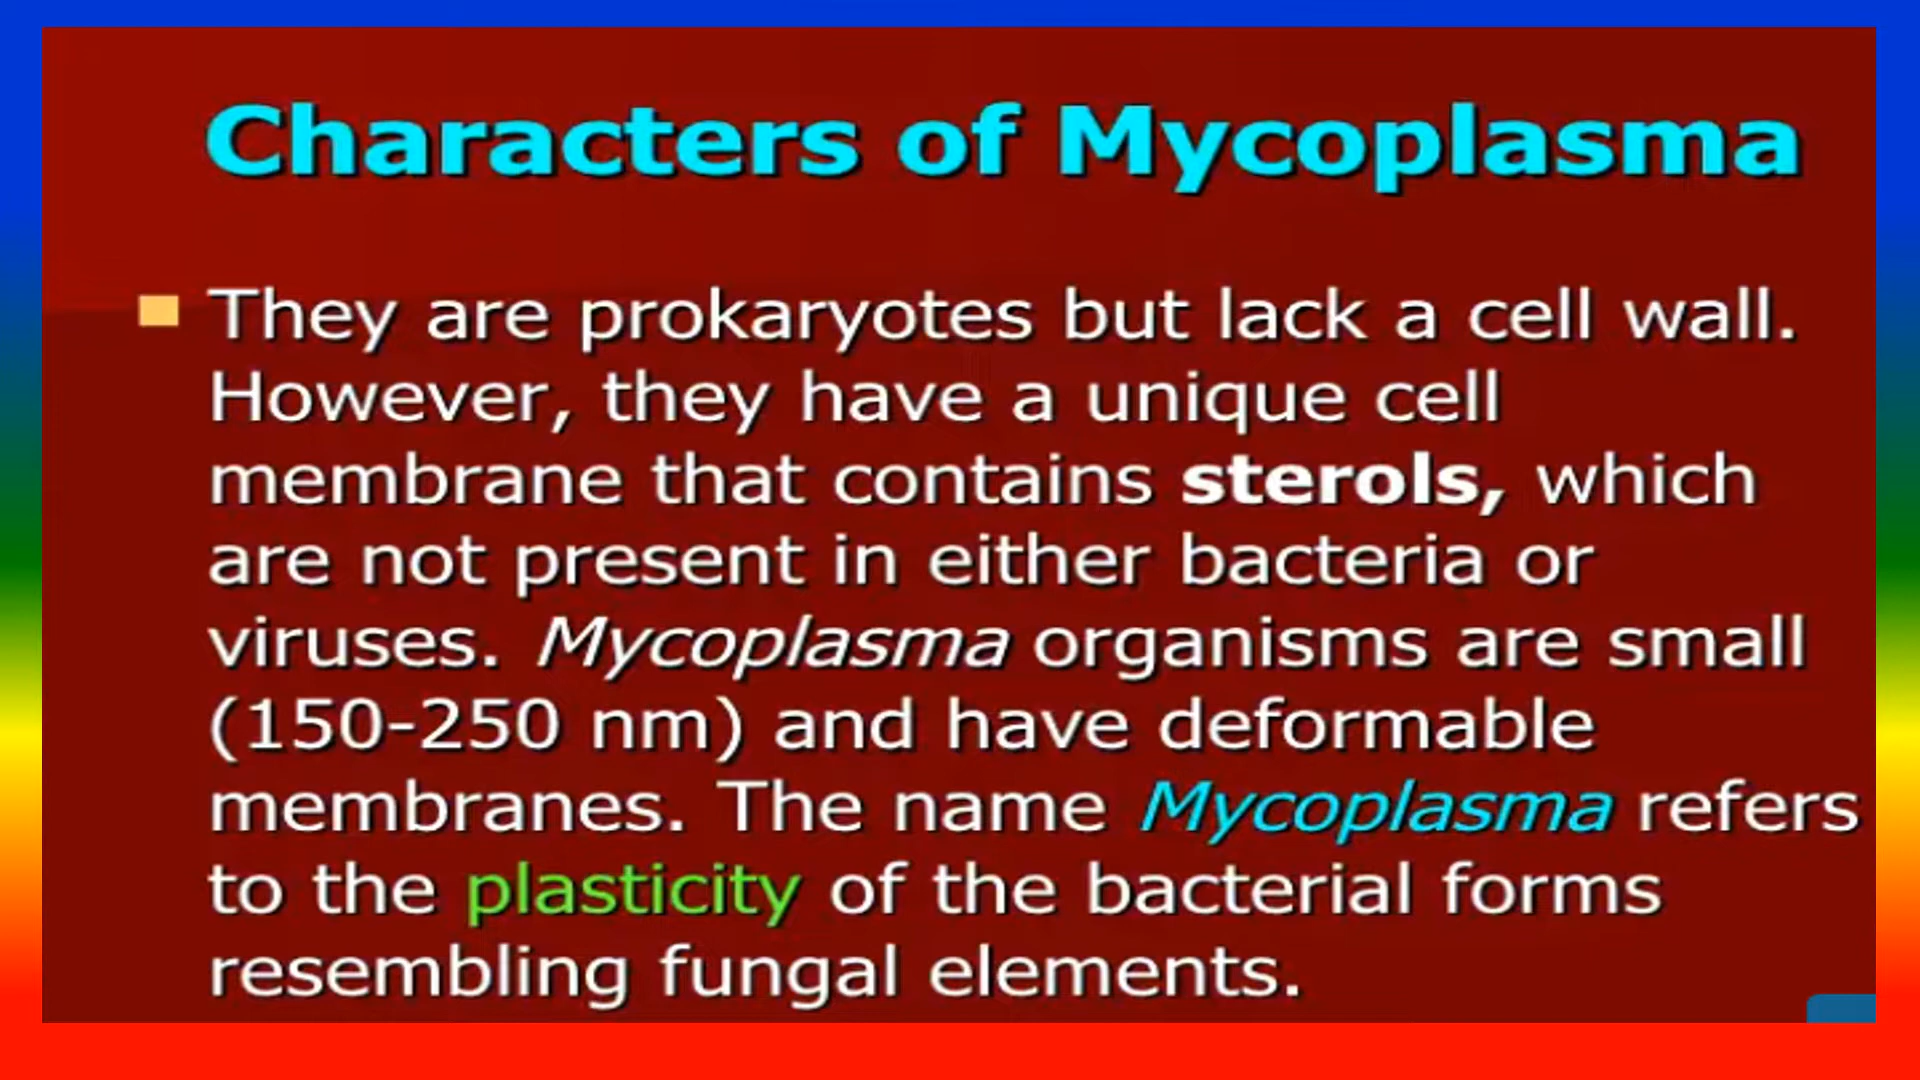 Characters of Mycoplasma
They are prokaryotes but lack a cell wall.
However, they have a unique cell
membrane that contains sterols, which
are not present in either bacteria or
viruses. Mycoplasma organisms are small
(150-250 nm) and have deformable
membranes. The name Mycoplasma refers
to the plasticity of the bacterial forms
resembling fungal elements.